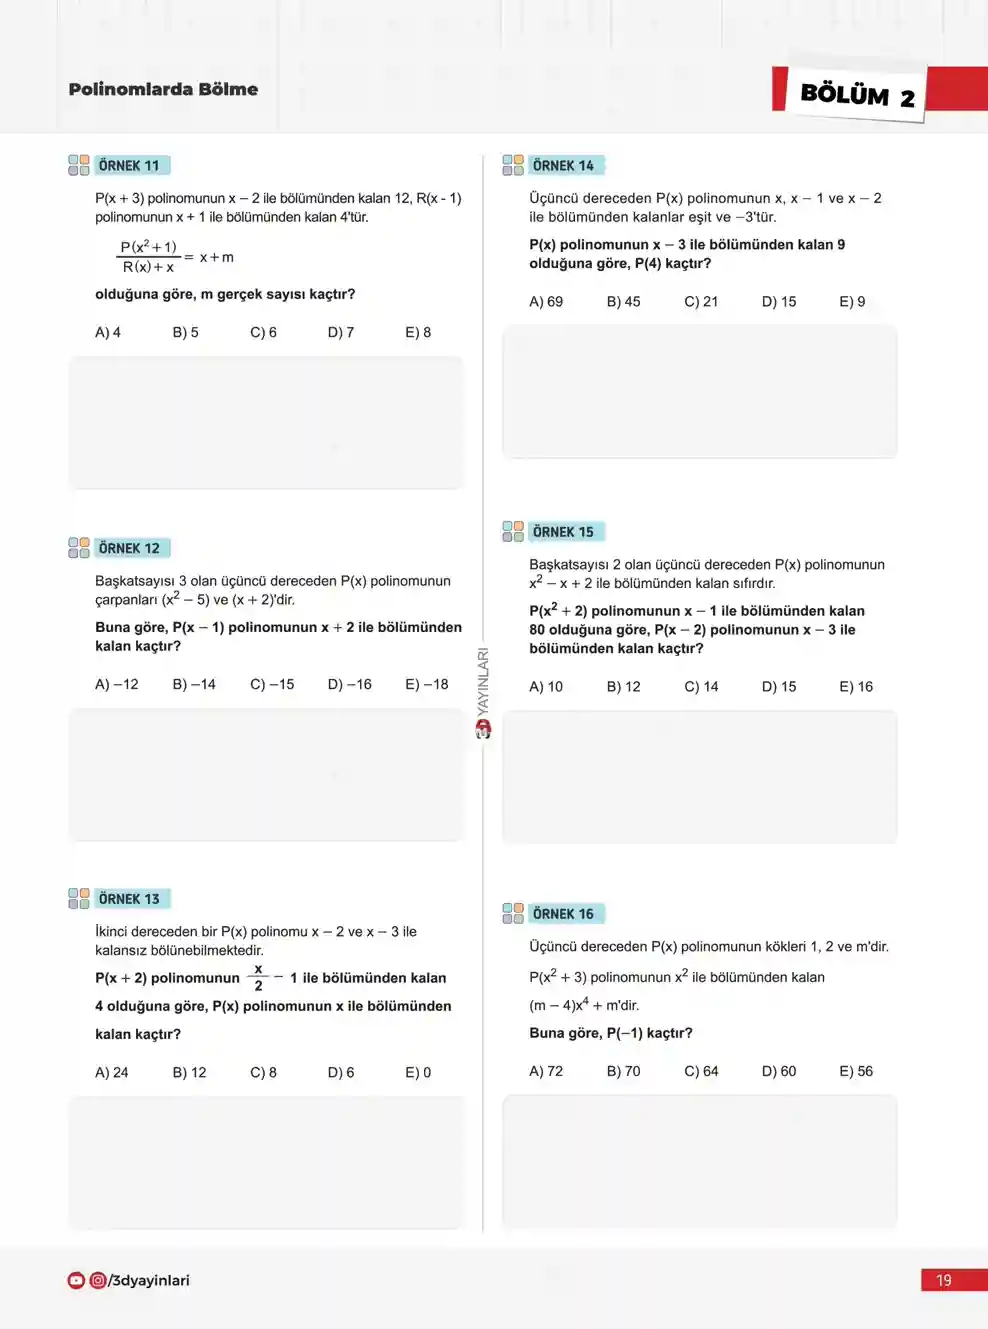 Polinomlarda Bölme
BÖLÜM 2
ÖRNEK 11
P(x + 3) polinomunun x – 2 ile bölümünden kalan 12, R(x - 1)
polinomunun x + 1 ile bölümünden kalan 4'tür.
P(x² + 1) / R(x) + x = x + m
olduğuna göre, m gerçek sayısı kaçtır?
A) 4 B) 5 C) 6 D) 7 E) 8
ÖRNEK 12
Başkatsayısı 3 olan üçüncü dereceden P(x) polinomunun
çarpanları (x² – 5) ve (x + 2)'dir.
Buna göre, P(x – 1) polinomunun x + 2 ile bölümünden
kalan kaçtır?
A) –12 B) –14 C) –15 D) –16 E) –18
ÖRNEK 13
İkinci dereceden bir P(x) polinomu x – 2 ve x – 3 ile
kalansız bölünebilmektedir.
P(x + 2) polinomunun x/2 – 1 ile bölümünden kalan
4 olduğuna göre, P(x) polinomunun x ile bölümünden
kalan kaçtır?
A) 24 B) 12 C) 8 D) 6 E) 0
3D YAYINLARI
ÖRNEK 14
Üçüncü dereceden P(x) polinomunun x, x – 1 ve x – 2
ile bölümünden kalanlar eşit ve –3'tür.
P(x) polinomunun x – 3 ile bölümünden kalan 9
olduğuna göre, P(4) kaçtır?
A) 69 B) 45 C) 21 D) 15 E) 9
ÖRNEK 15
Başkatsayısı 2 olan üçüncü dereceden P(x) polinomunun
x² – x + 2 ile bölümünden kalan sıfırdır.
P(x² + 2) polinomunun x – 1 ile bölümünden kalan
80 olduğuna göre, P(x – 2) polinomunun x – 3 ile
bölümünden kalan kaçtır?
A) 10 B) 12 C) 14 D) 15 E) 16
ÖRNEK 16
Üçüncü dereceden P(x) polinomunun kökleri 1, 2 ve m'dir.
P(x² + 3) polinomunun x² ile bölümünden kalan
(m – 4)x⁴ + m'dir.
Buna göre, P(–1) kaçtır?
A) 72 B) 70 C) 64 D) 60 E) 56
/3dyayinlari
19